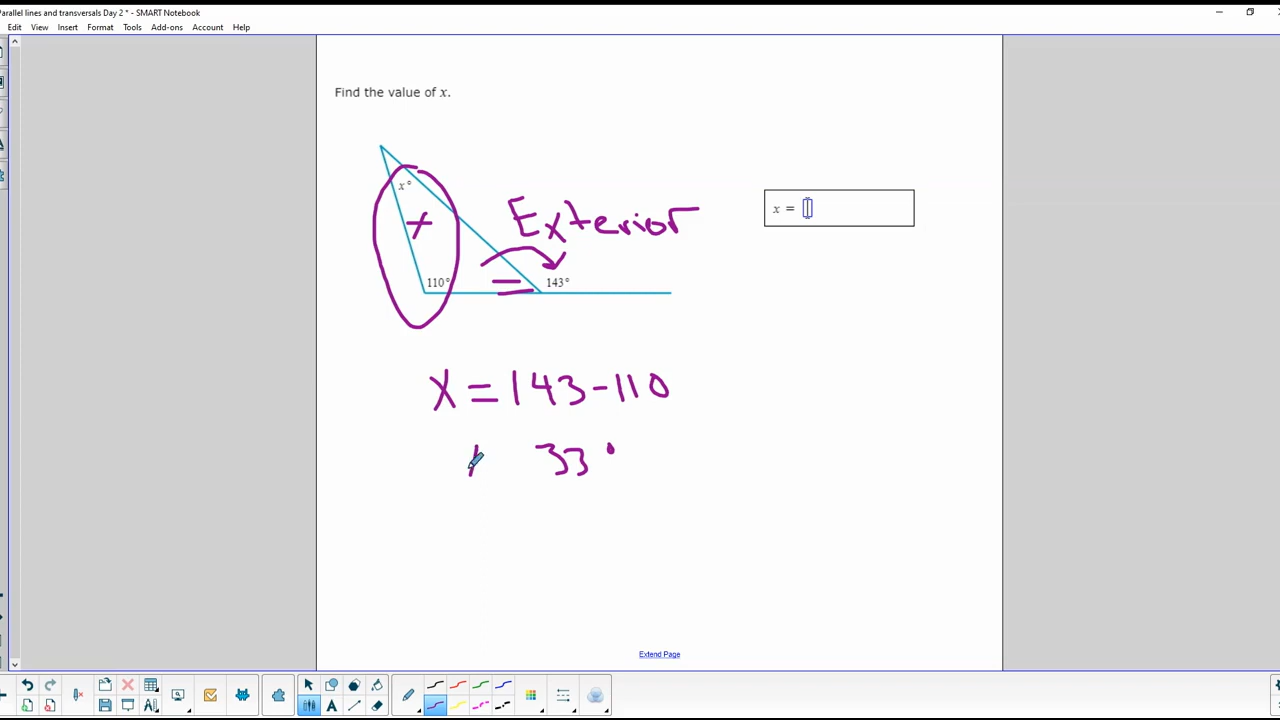 Parallel lines and transversals Day 2 * - SMART Notebook
Edit View Insert Format Tools Add-ons Account Help
Find the value of x.
x°
x =
+
Exterior
110°
=
143°
X = 143 - 110
33°
Extend Page